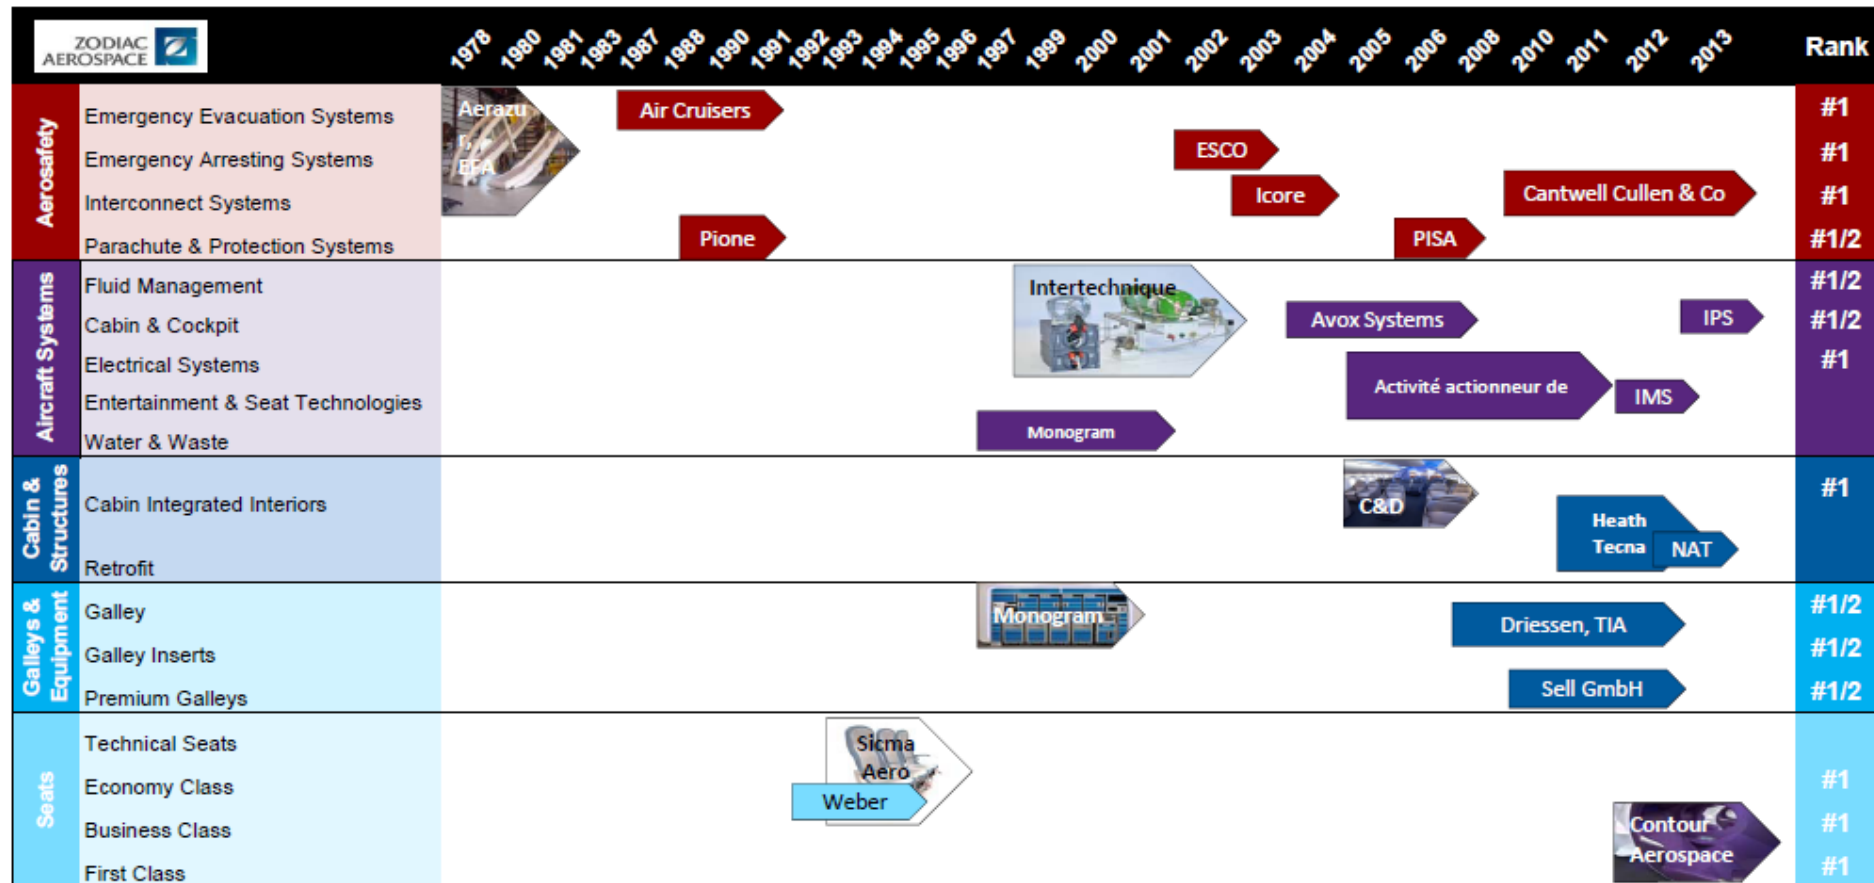 ZODIAC
AEROSPACE
1978 1980 1981 1983 1987 1988 1990 1991 1992 1993 1994 1995 1996 1997 1999 2000 2001 2002 2003 2004 2005 2006 2008 2010 2011 2012 2013 Rank
Aerosafety
Emergency Evacuation Systems
Emergency Arresting Systems
Interconnect Systems
Parachute & Protection Systems
Aerazu
r,
EFA
Air Cruisers
ESCO
Icore
Cantwell Cullen & Co
Pione
PISA
#1
#1
#1
#1/2
Aircraft Systems
Fluid Management
Cabin & Cockpit
Electrical Systems
Entertainment & Seat Technologies
Water & Waste
Intertechnique
Avox Systems
IPS
Activité actionneur de
IMS
Monogram
#1/2
#1/2
#1
Cabin &
Structures
Cabin Integrated Interiors
Retrofit
C&D
Heath
Tecna
NAT
#1
Galleys &
Equipment
Galley
Galley Inserts
Premium Galleys
Monogram
Driessen, TIA
Sell GmbH
#1/2
#1/2
#1/2
Seats
Technical Seats
Economy Class
Business Class
First Class
Sicma
Aero
Weber
Contour
Aerospace
#1
#1
#1